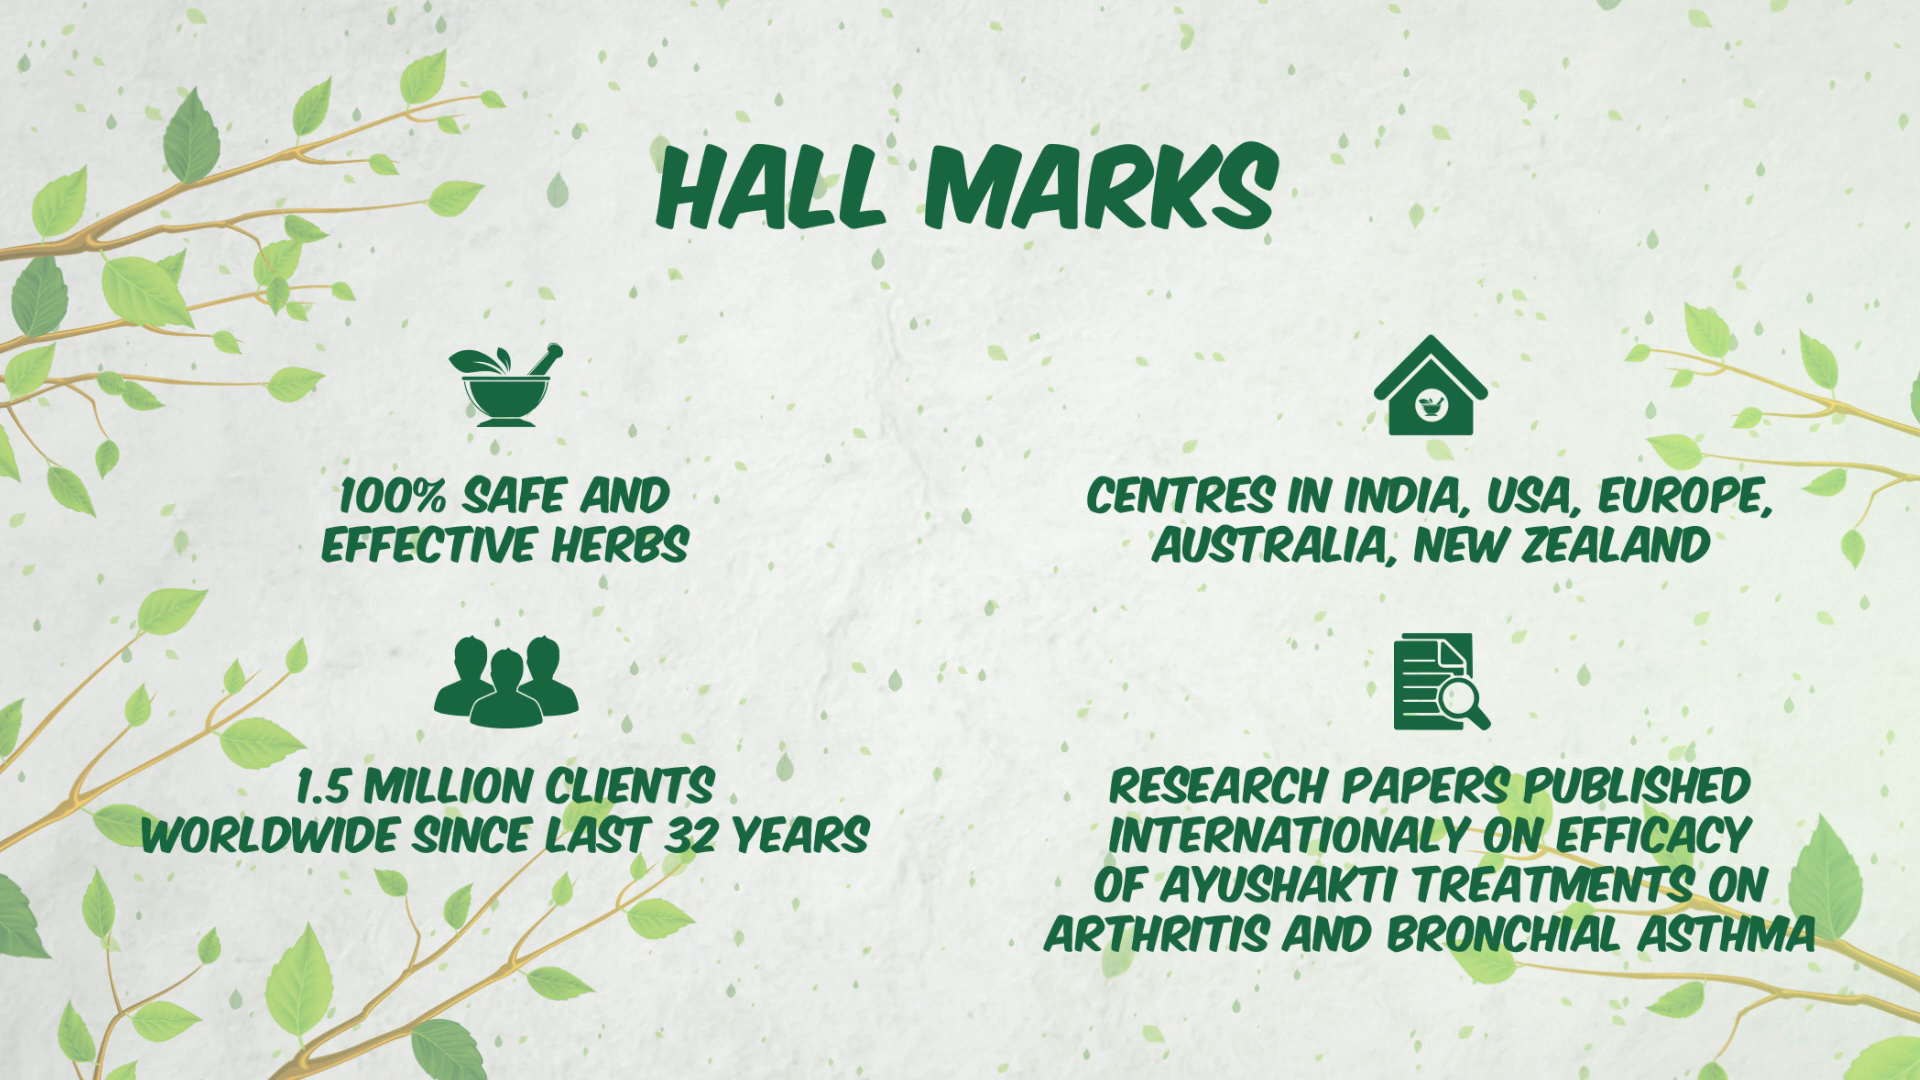 HALL MARKS
100% SAFE AND
EFFECTIVE HERBS
CENTRES IN INDIA, USA, EUROPE,
AUSTRALIA, NEW ZEALAND
1.5 MILLION CLIENTS
WORLDWIDE SINCE LAST 32 YEARS
RESEARCH PAPERS PUBLISHED
INTERNATIONALY ON EFFICACY
OF AYUSHAKTI TREATMENTS ON
ARTHRITIS AND BRONCHIAL ASTHMA